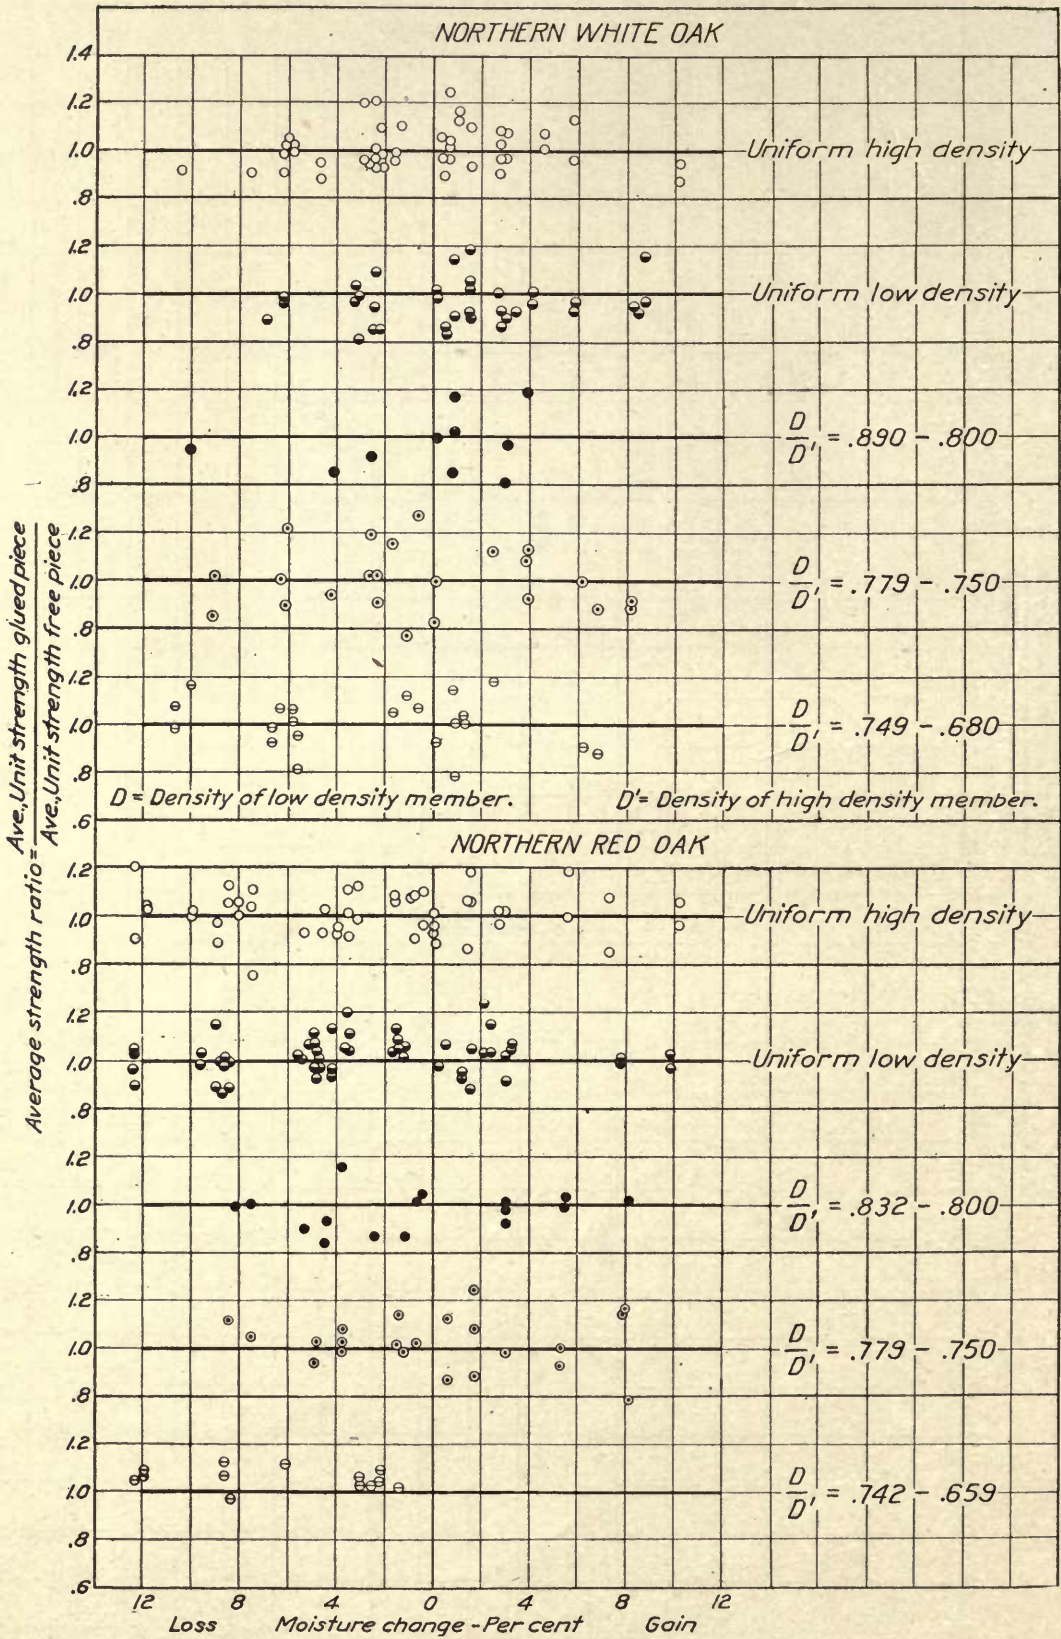 NORTHERN WHITE OAK
1.4
1.2
1.0
Uniform high density
.8
1.2
1.0
Uniform low density
.8
1.2
1.0
D/D' = .890 - .800
.8
1.2
1.0
D/D' = .779 - .750
.8
1.2
1.0
D/D' = .749 - .680
.8
D = Density of low density member.
D' = Density of high density member.
.6
NORTHERN RED OAK
1.2
1.0
Uniform high density
.8
1.2
1.0
Uniform low density
.8
1.2
1.0
D/D' = .832 - .800
.8
1.2
1.0
D/D' = .779 - .750
.8
1.2
1.0
D/D' = .742 - .659
.8
.6
12 8 4 0 4 8 12
Loss Moisture change - Per cent Gain
Average strength ratio = Ave., Unit strength glued piece
Ave., Unit strength free piece